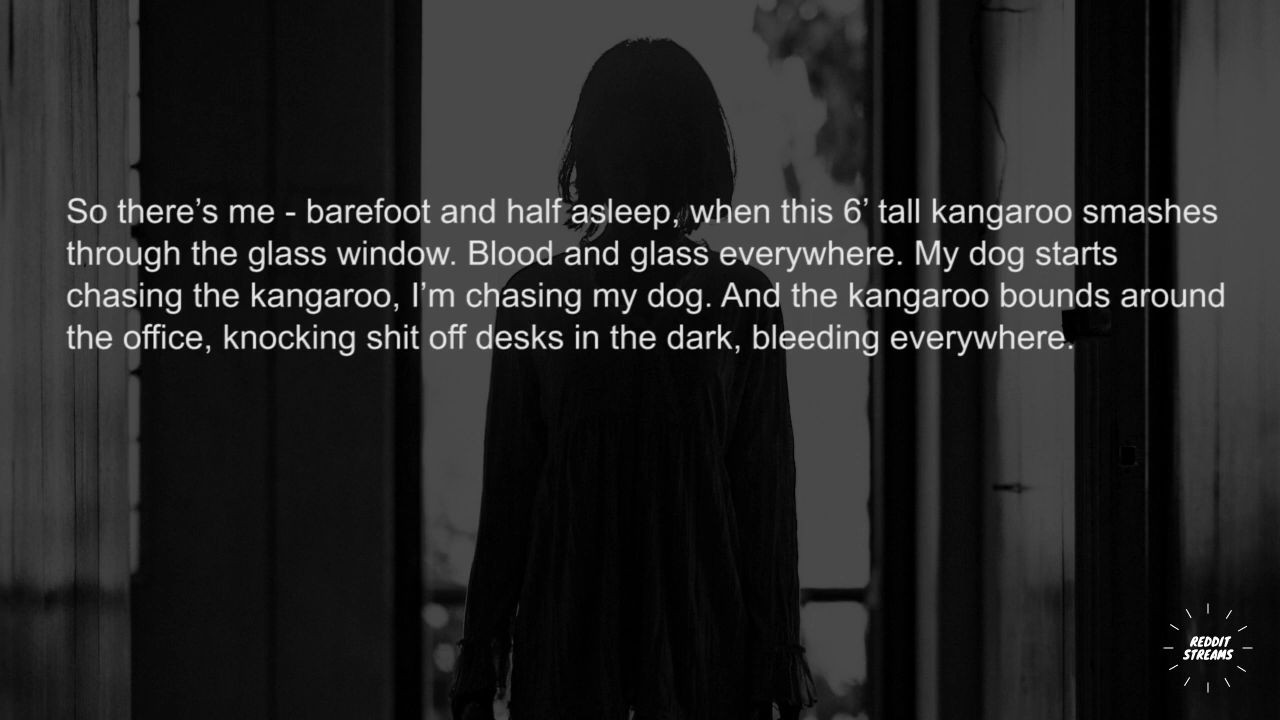 So there’s me - barefoot and half asleep, when this 6’ tall kangaroo smashes
through the glass window. Blood and glass everywhere. My dog starts
chasing the kangaroo, I’m chasing my dog. And the kangaroo bounds around
the office, knocking shit off desks in the dark, bleeding everywhere.
REDDIT
STREAMS